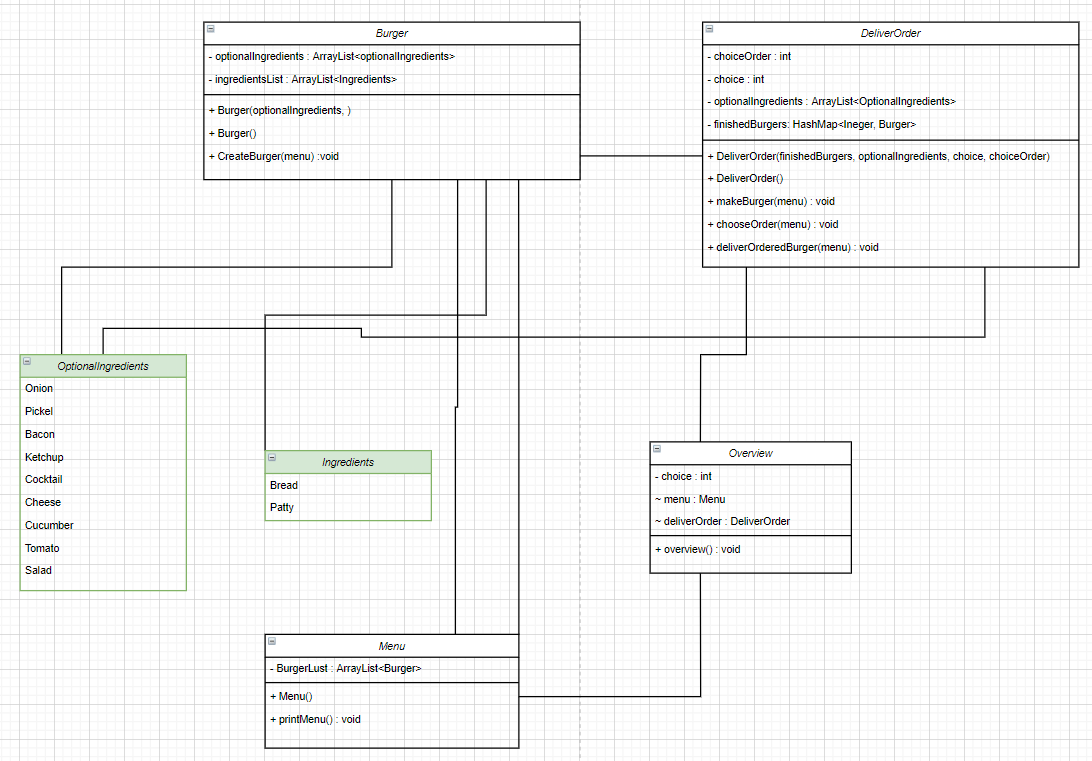 Burger
- optionalIngredients : ArrayList<optionalIngredients>
- ingredientsList : ArrayList<Ingredients>
+ Burger(optionalIngredients, )
+ Burger()
+ CreateBurger(menu) :void
DeliverOrder
- choiceOrder : int
- choice : int
- optionalIngredients : ArrayList<OptionalIngredients>
- finishedBurgers: HashMap<Ineger, Burger>
+ DeliverOrder(finishedBurgers, optionalIngredients, choice, choiceOrder)
+ DeliverOrder()
+ makeBurger(menu) : void
+ chooseOrder(menu) : void
+ deliverOrderedBurger(menu) : void
OptionalIngredients
Onion
Pickel
Bacon
Ketchup
Cocktail
Cheese
Cucumber
Tomato
Salad
Ingredients
Bread
Patty
Overview
- choice : int
~ menu : Menu
~ deliverOrder : DeliverOrder
+ overview() : void
Menu
- BurgerLust : ArrayList<Burger>
+ Menu()
+ printMenu() : void